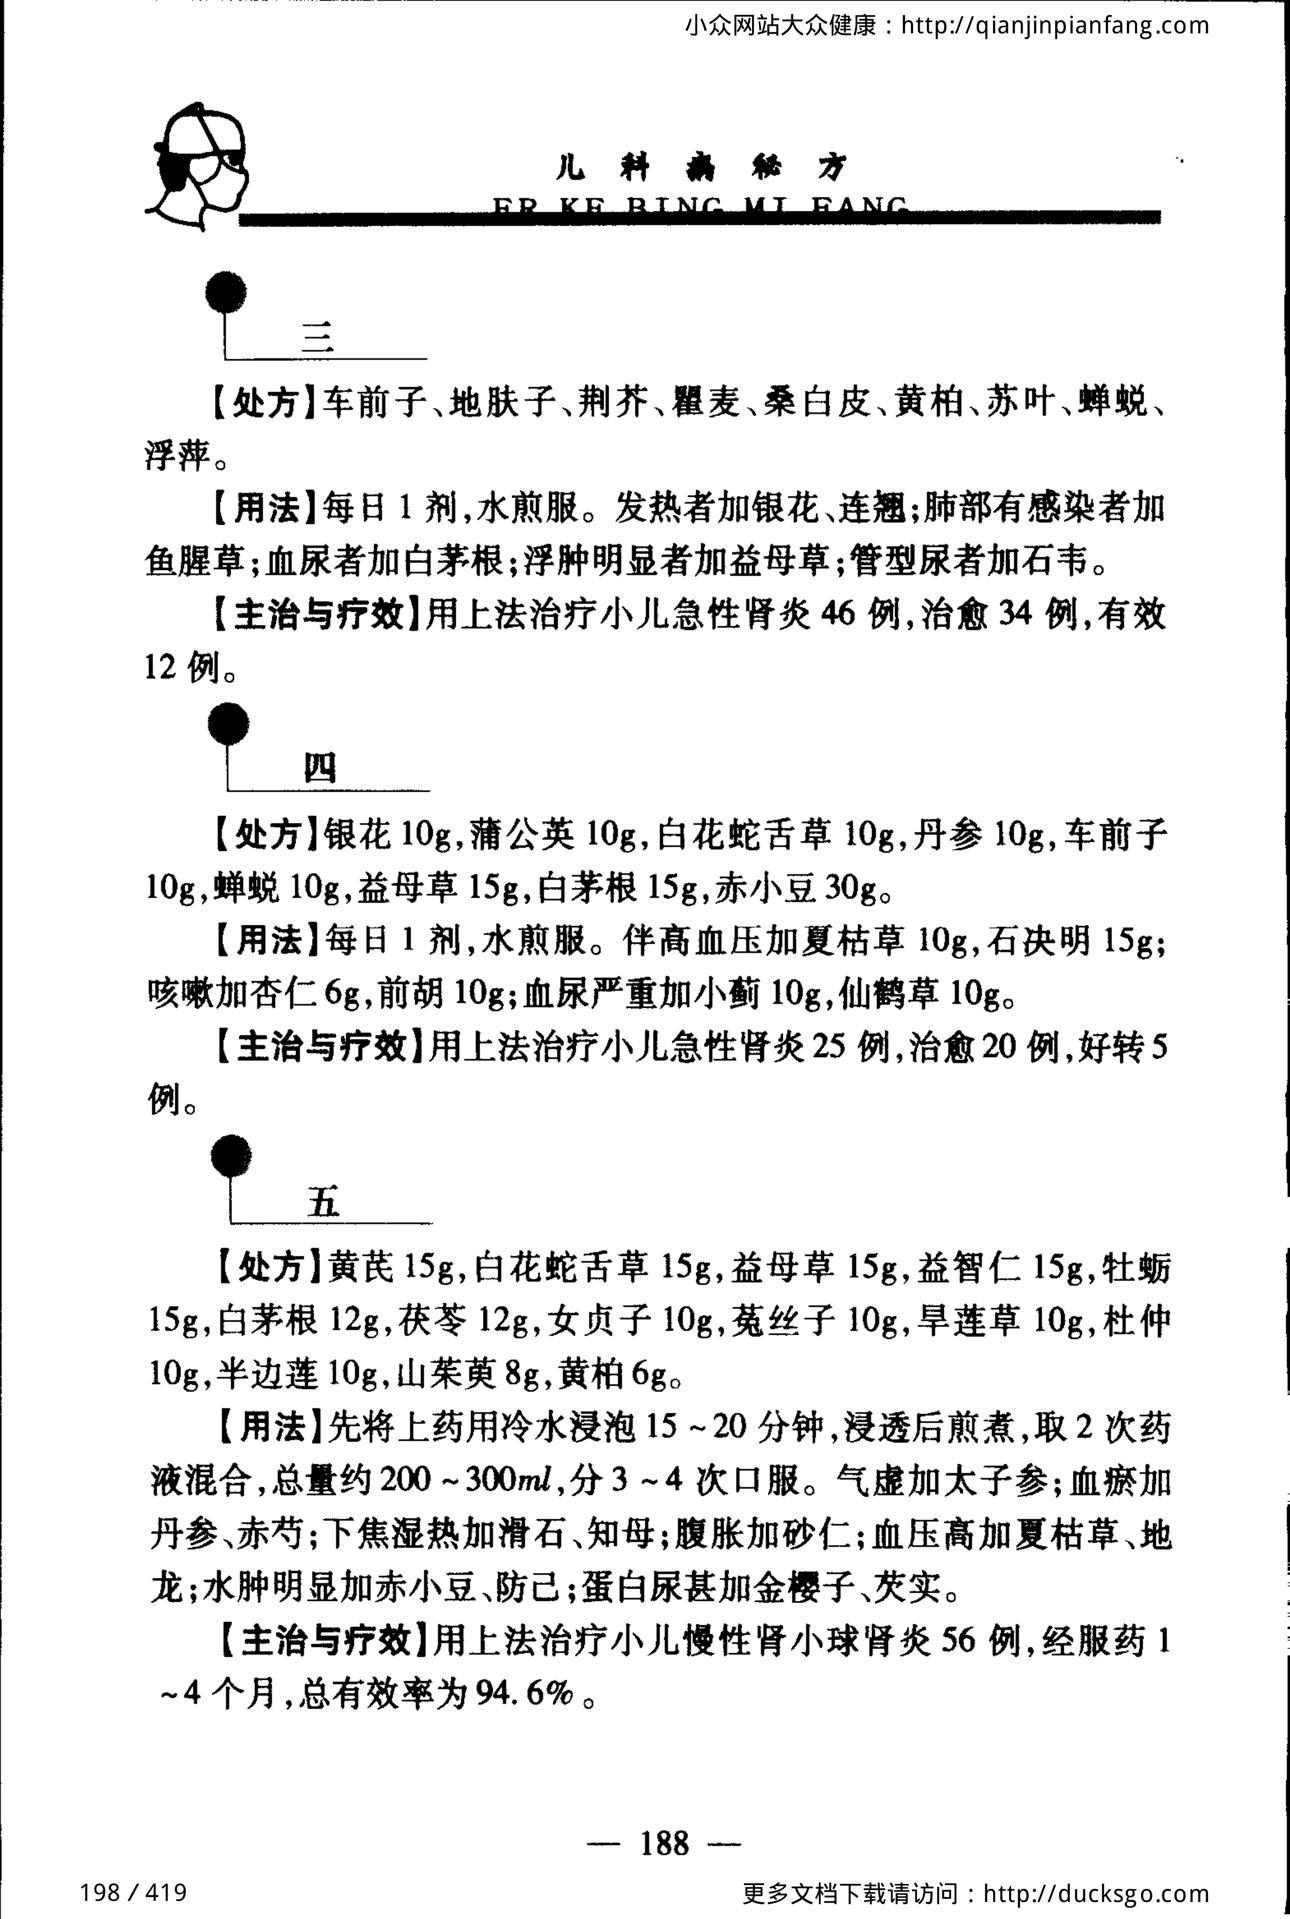 小众网站大众健康：http://qianjinpianfang.com
儿科病秘方
ER KE BING MI FANG
三
【处方】车前子、地肤子、荆芥、瞿麦、桑白皮、黄柏、苏叶、蝉蜕、
浮萍。
【用法】每日 1 剂,水煎服。发热者加银花、连翘;肺部有感染者加
鱼腥草;血尿者加白茅根;浮肿明显者加益母草;管型尿者加石韦。
【主治与疗效】用上法治疗小儿急性肾炎 46 例,治愈 34 例,有效
12 例。
四
【处方】银花 10g,蒲公英 10g,白花蛇舌草 10g,丹参 10g,车前子
10g,蝉蜕 10g,益母草 15g,白茅根 15g,赤小豆 30g。
【用法】每日 1 剂,水煎服。伴高血压加夏枯草 10g,石决明 15g;
咳嗽加杏仁 6g,前胡 10g;血尿严重加小蓟 10g,仙鹤草 10g。
【主治与疗效】用上法治疗小儿急性肾炎 25 例,治愈 20 例,好转 5
例。
五
【处方】黄芪 15g,白花蛇舌草 15g,益母草 15g,益智仁 15g,牡蛎
15g,白茅根 12g,茯苓 12g,女贞子 10g,菟丝子 10g,旱莲草 10g,杜仲
10g,半边莲 10g,山茱萸 8g,黄柏 6g。
【用法】先将上药用冷水浸泡 15～20 分钟,浸透后煎煮,取 2 次药
液混合,总量约 200～300ml,分 3～4 次口服。气虚加太子参;血瘀加
丹参、赤芍;下焦湿热加滑石、知母;腹胀加砂仁;血压高加夏枯草、地
龙;水肿明显加赤小豆、防己;蛋白尿甚加金樱子、芡实。
【主治与疗效】用上法治疗小儿慢性肾小球肾炎 56 例,经服药 1
～4 个月,总有效率为 94.6%。
— 188 —
198 / 419
更多文档下载请访问：http://ducksgo.com